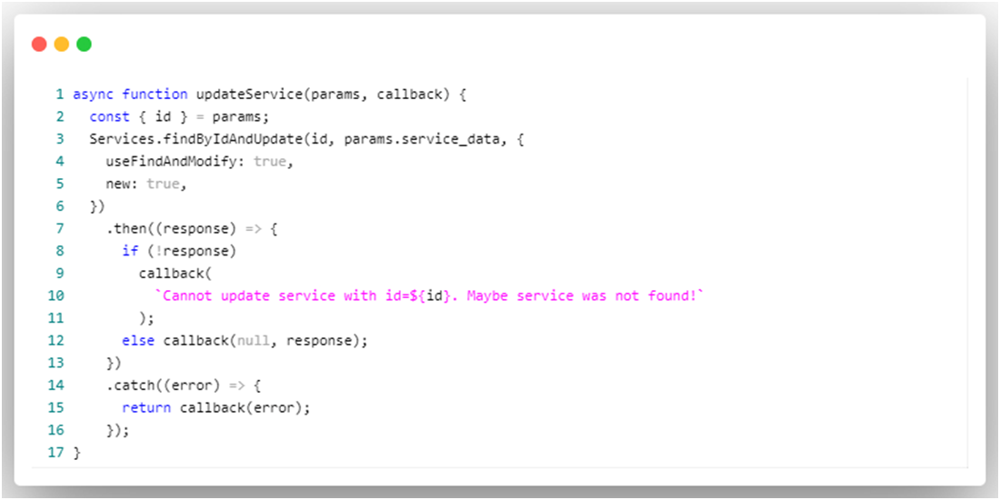 1 async function updateService(params, callback) {
2   const { id } = params;
3   Services.findByIdAndUpdate(id, params.service_data, {
4     useFindAndModify: true,
5     new: true,
6   })
7     .then((response) => {
8       if (!response)
9         callback(
10           `Cannot update service with id=${id}. Maybe service was not found!`
11         );
12       else callback(null, response);
13     })
14     .catch((error) => {
15       return callback(error);
16     });
17 }